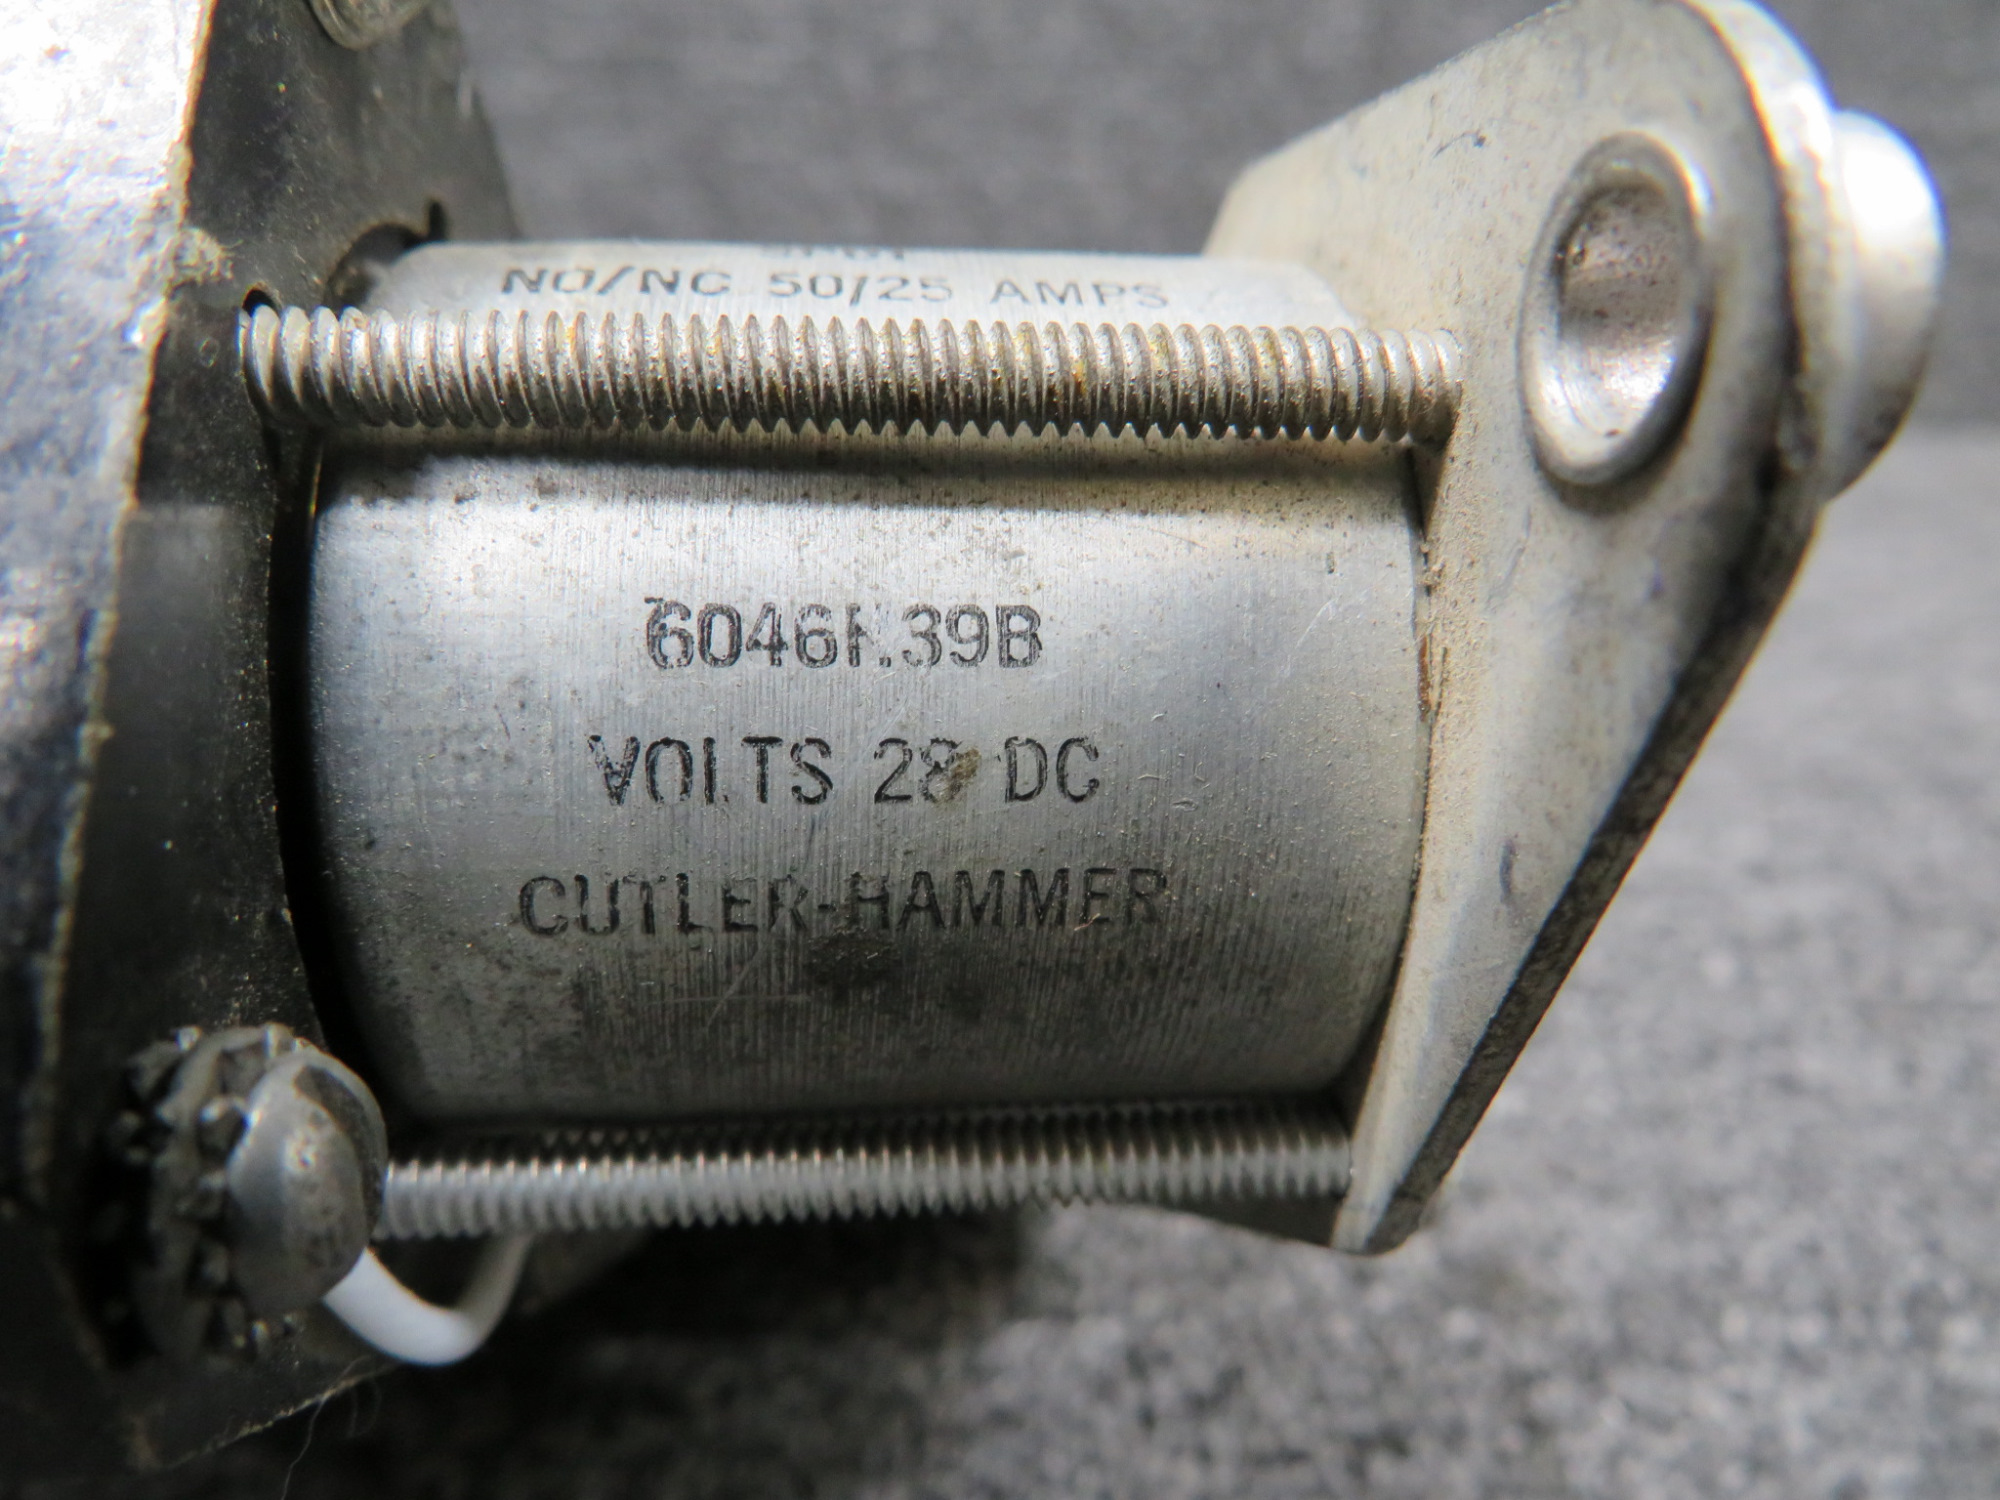 NO/NC 50/25 AMPS
6046H39B
VOLTS 28 DC
CUTLER-HAMMER